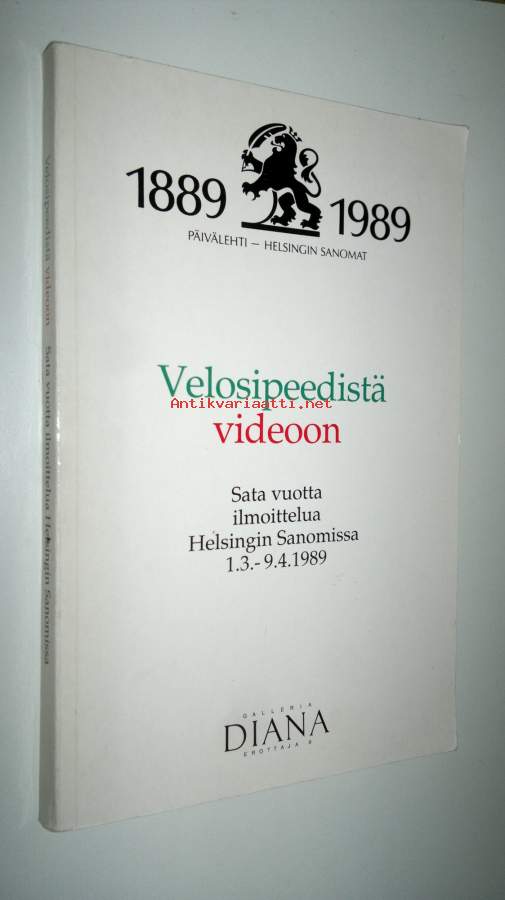 1889 1989
PÄIVÄLEHTI – HELSINGIN SANOMAT
Velosipeedistä
Antikvariaatti.net
videoon
Sata vuotta
ilmoittelua
Helsingin Sanomissa
1.3.-9.4.1989
GALLERIA
DIANA
EROTTAJA 9
Velosipeedistä videoon Sata vuotta ilmoittelua Helsingin Sanomissa